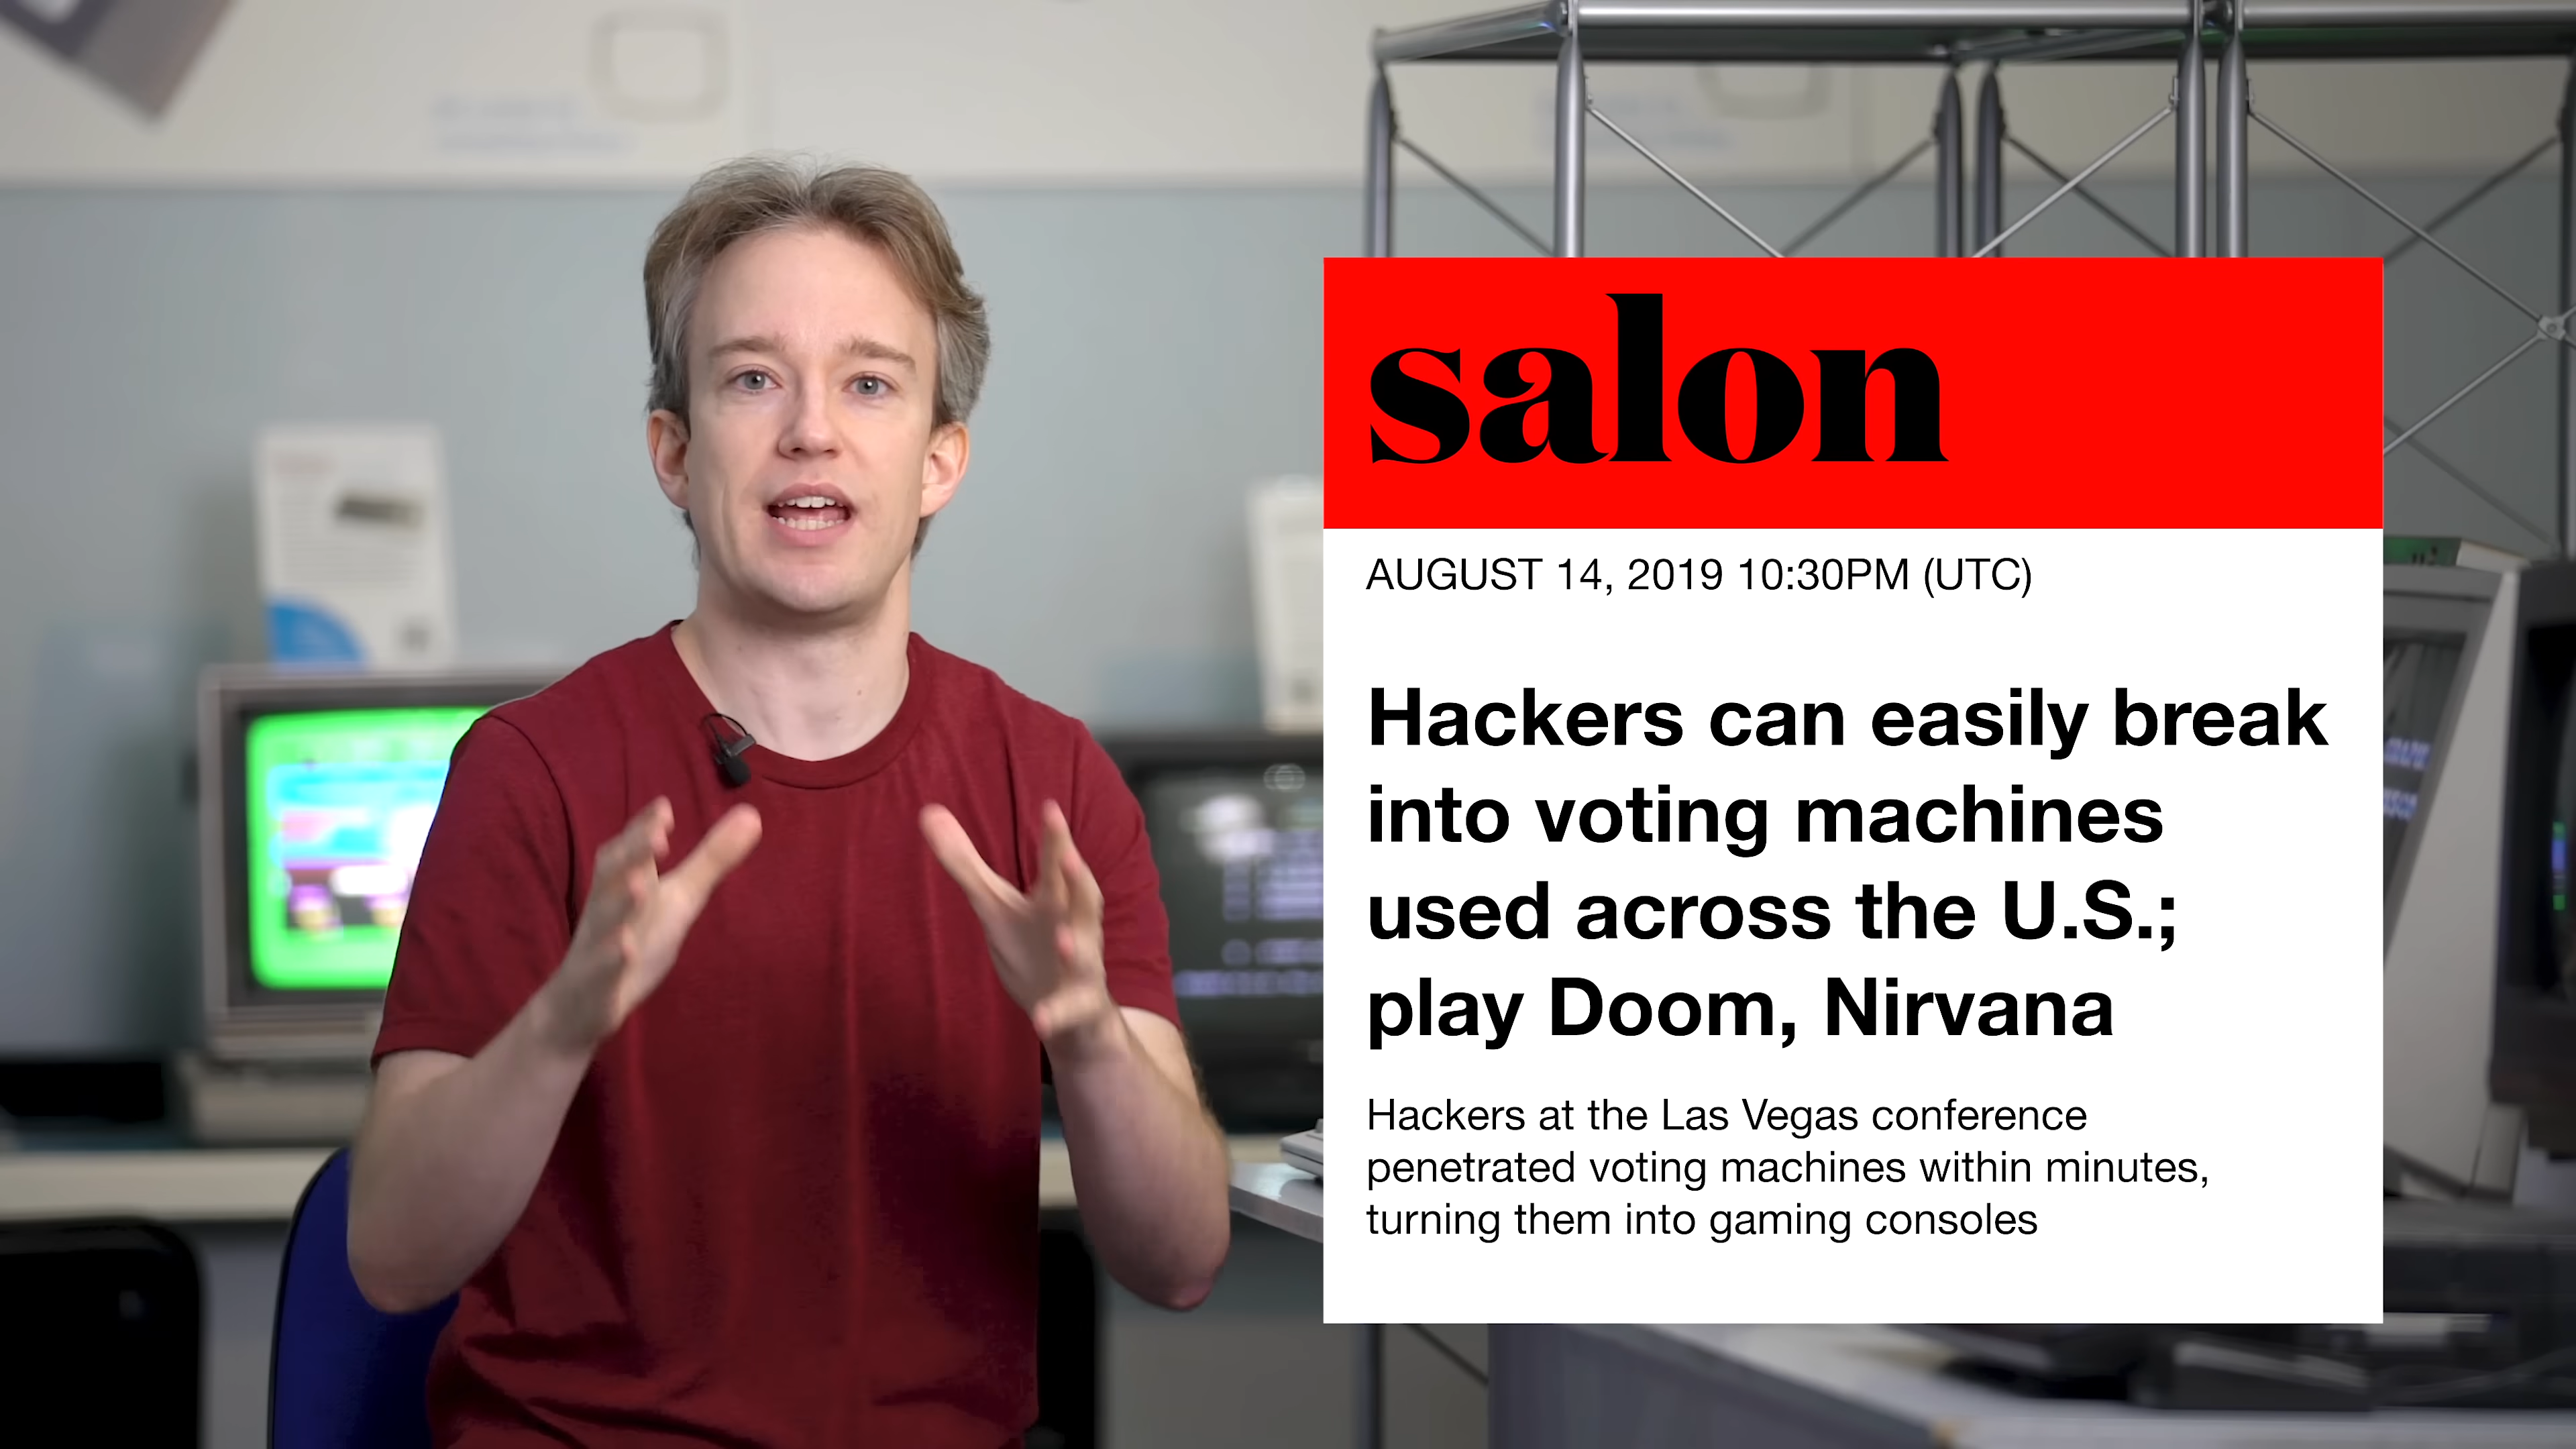 salon
AUGUST 14, 2019 10:30PM (UTC)
Hackers can easily break
into voting machines
used across the U.S.;
play Doom, Nirvana
Hackers at the Las Vegas conference
penetrated voting machines within minutes,
turning them into gaming consoles